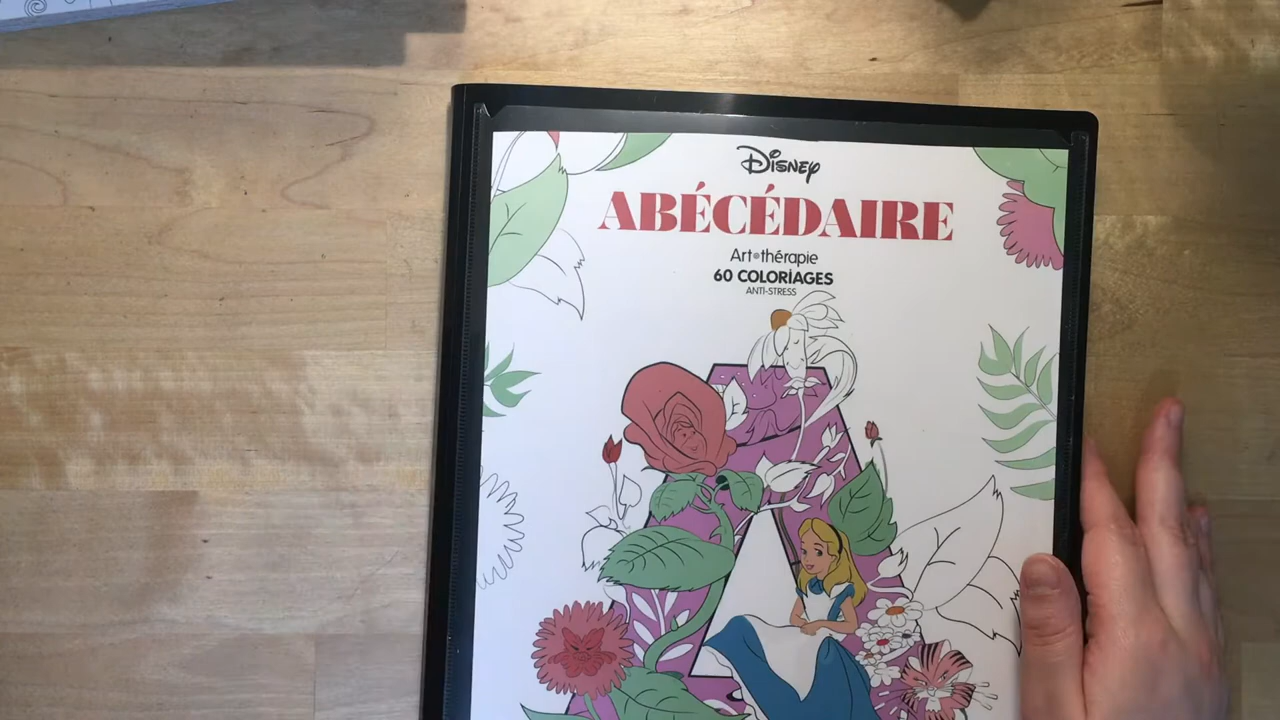 Disney
ABÉCÉDAIRE
Art•thérapie
60 COLORIAGES
ANTI-STRESS